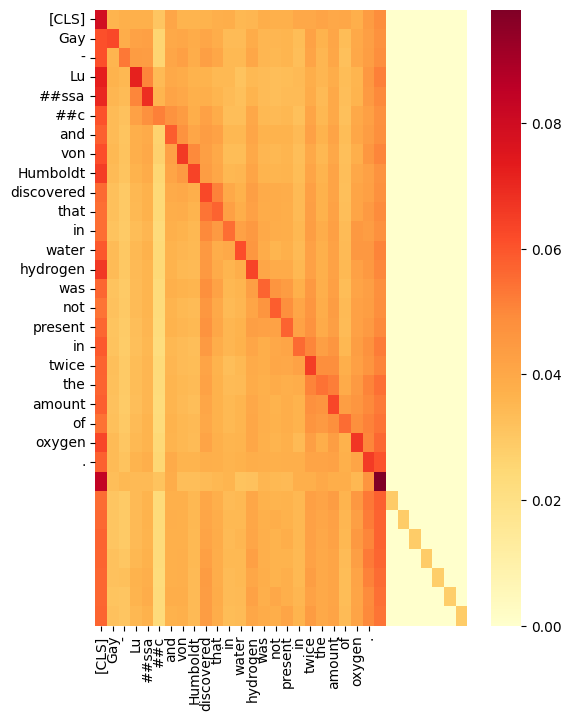 [CLS]
Gay
-
Lu
##ssa
##c
and
von
Humboldt
discovered
that
in
water
hydrogen
was
not
present
in
twice
the
amount
of
oxygen
.
0.08
0.06
0.04
0.02
0.00
[CLS]
Gay
-
Lu
##ssa
##c
and
von
Humboldt
discovered
that
in
water
hydrogen
was
not
present
in
twice
the
amount
of
oxygen
.